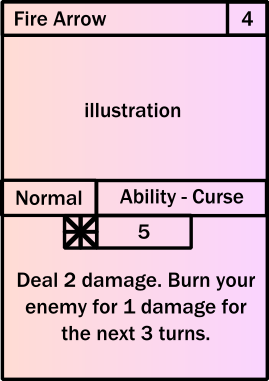 Fire Arrow 4
illustration
Normal Ability - Curse
5
Deal 2 damage. Burn your
enemy for 1 damage for
the next 3 turns.